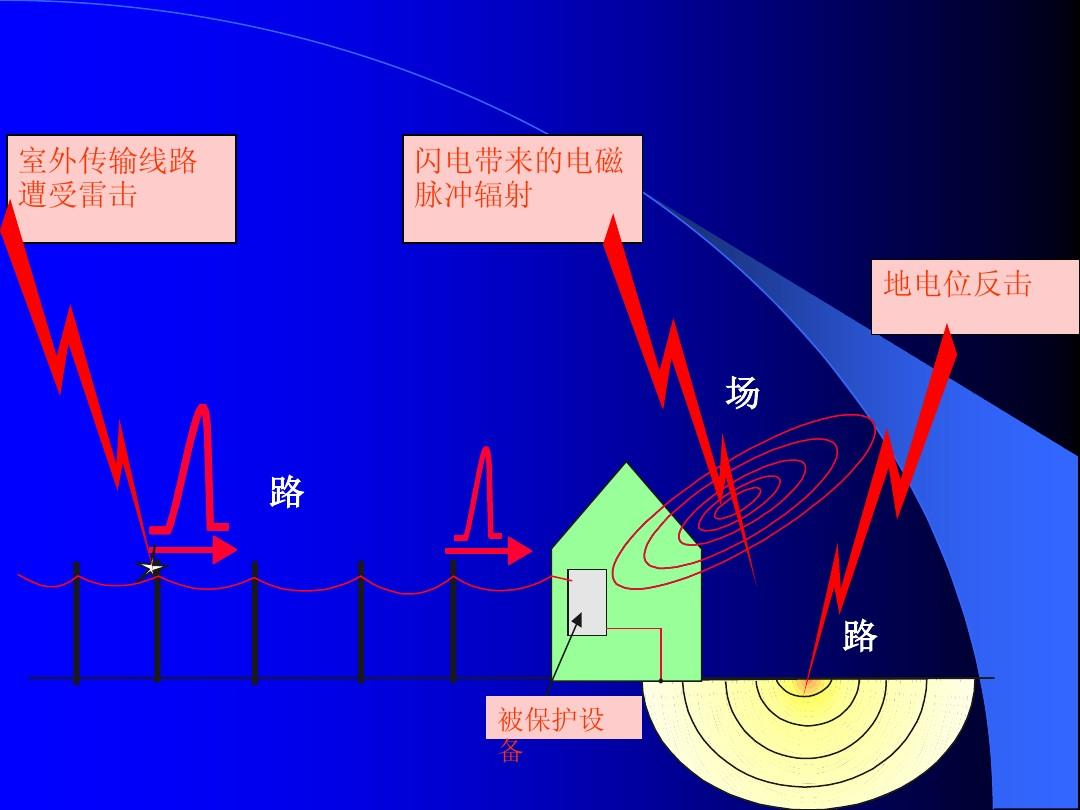 室外传输线路
遭受雷击
闪电带来的电磁
脉冲辐射
地电位反击
场
路
路
被保护设
备